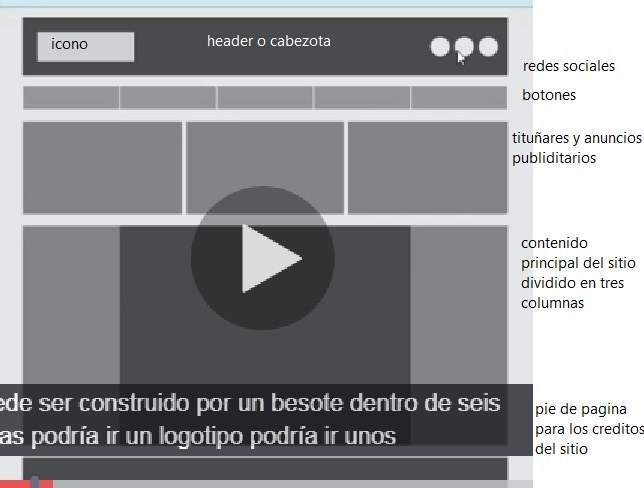 icono
header o cabezota
redes sociales
botones
tituñares y anuncios
publiditarios
contenido
principal del sitio
dividido en tres
columnas
ede ser construido por un besote dentro de seis
as podría ir un logotipo podría ir unos
pie de pagina
para los creditos
del sitio